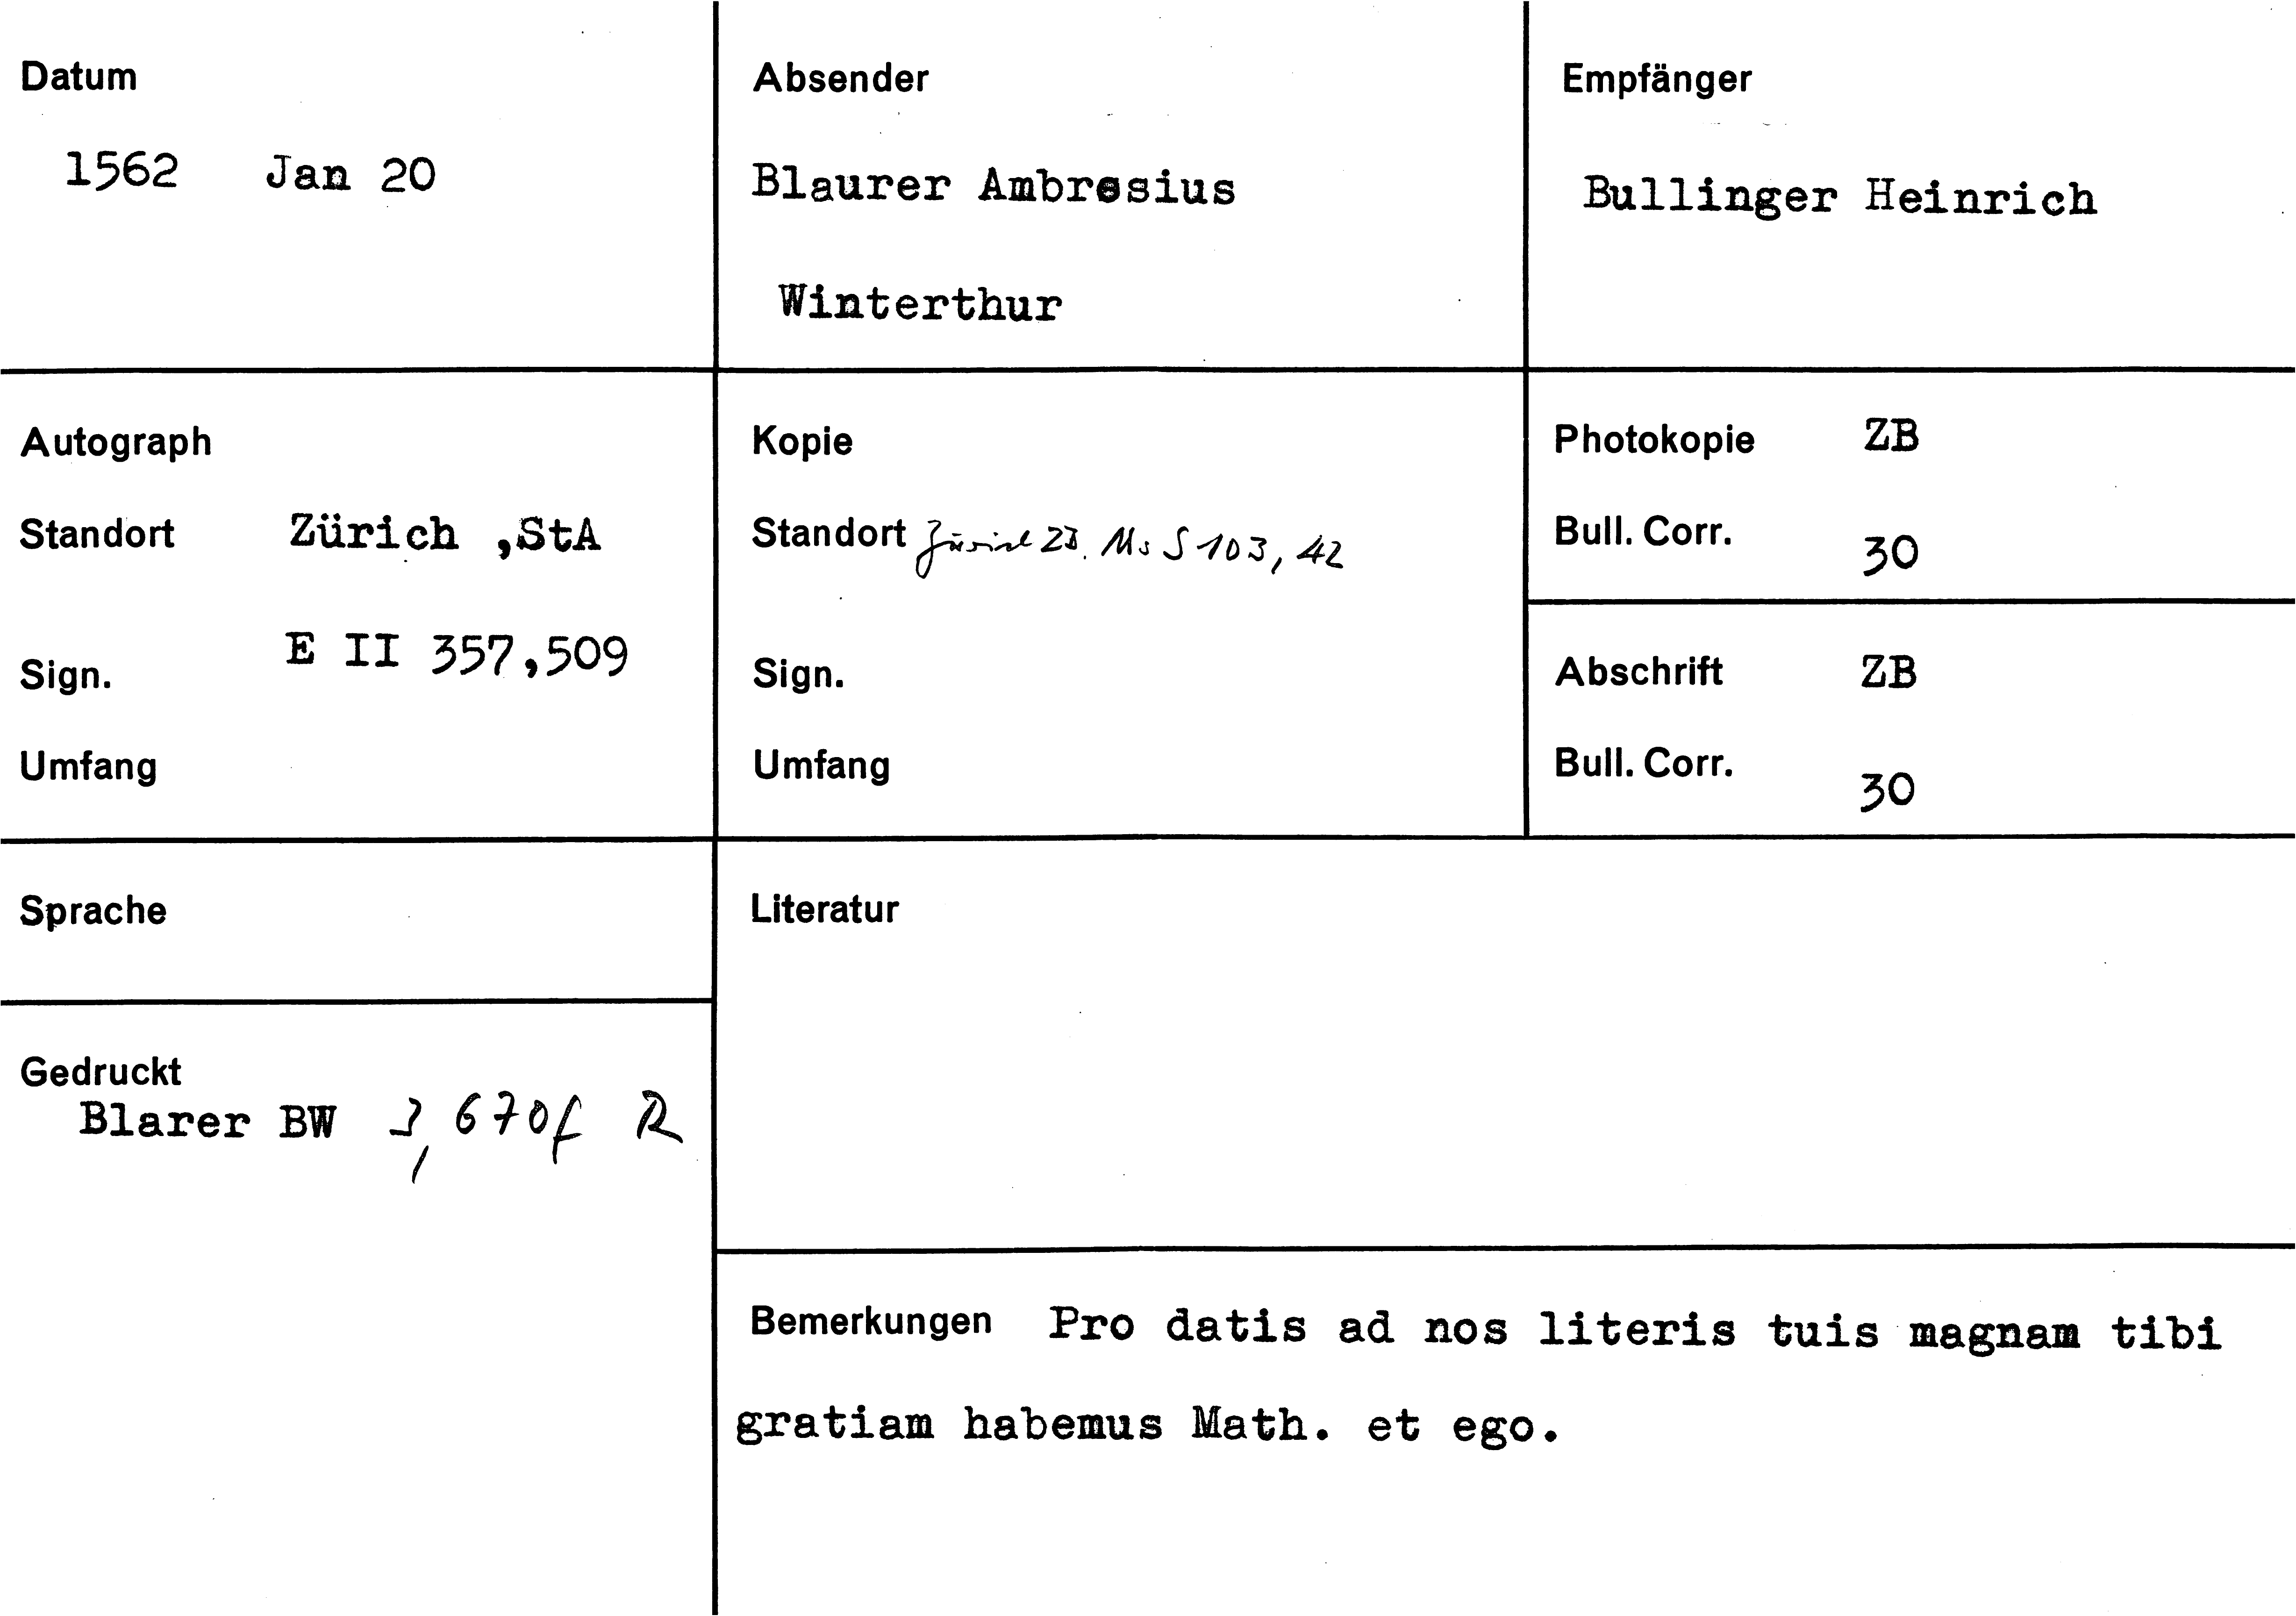 Datum
1562 Jan 20
Absender
Blaurer Ambrosius
Winterthur
Empfänger
Bullinger Heinrich
Autograph
Standort Zürich ,StA
Sign. E II 357,509
Umfang
Kopie
Standort Zürich ZB. Ms S 103, 42
Sign.
Umfang
Photokopie ZB
Bull. Corr. 30
Abschrift ZB
Bull. Corr. 30
Sprache
Gedruckt
Blarer BW 3, 670f R
Literatur
Bemerkungen Pro datis ad nos literis tuis magnam tibi
gratiam habemus Math. et ego.